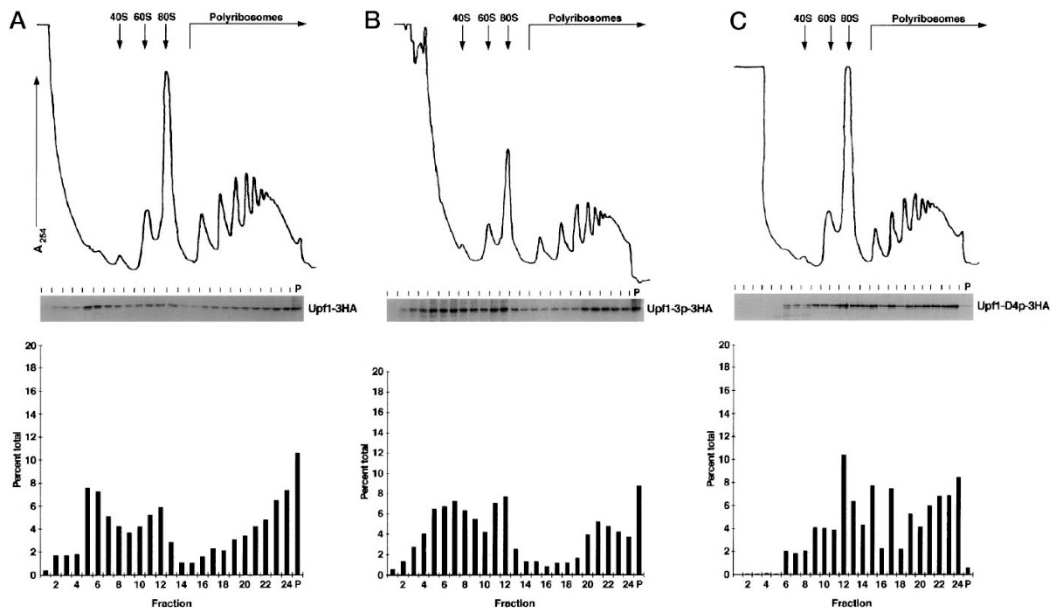 A
40S 60S 80S Polyribosomes
A254
P
Upf1-3HA
Percent total
20
18
16
14
12
10
8
6
4
2
0
2 4 6 8 10 12 14 16 18 20 22 24 P
Fraction
B
40S 60S 80S Polyribosomes
P
Upf1-3p-3HA
Percent total
20
18
16
14
12
10
8
6
4
2
0
2 4 6 8 10 12 14 16 18 20 22 24 P
Fraction
C
40S 60S 80S Polyribosomes
P
Upf1-D4p-3HA
Percent total
20
18
16
14
12
10
8
6
4
2
0
2 4 6 8 10 12 14 16 18 20 22 24 P
Fraction